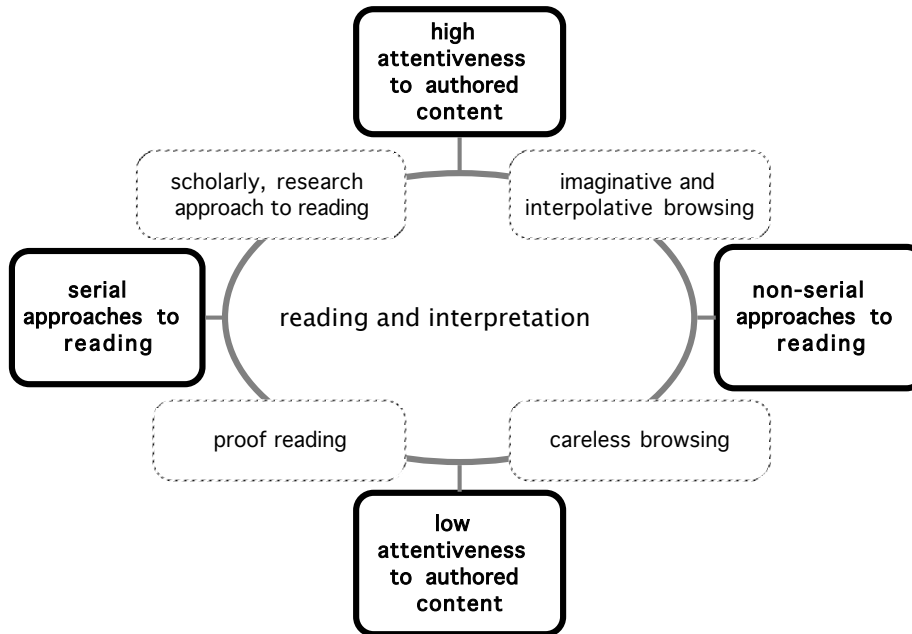 high
attentiveness
to authored
content
scholarly, research
approach to reading
imaginative and
interpolative browsing
serial
approaches to
reading
reading and interpretation
non-serial
approaches to
reading
proof reading
careless browsing
low
attentiveness
to authored
content